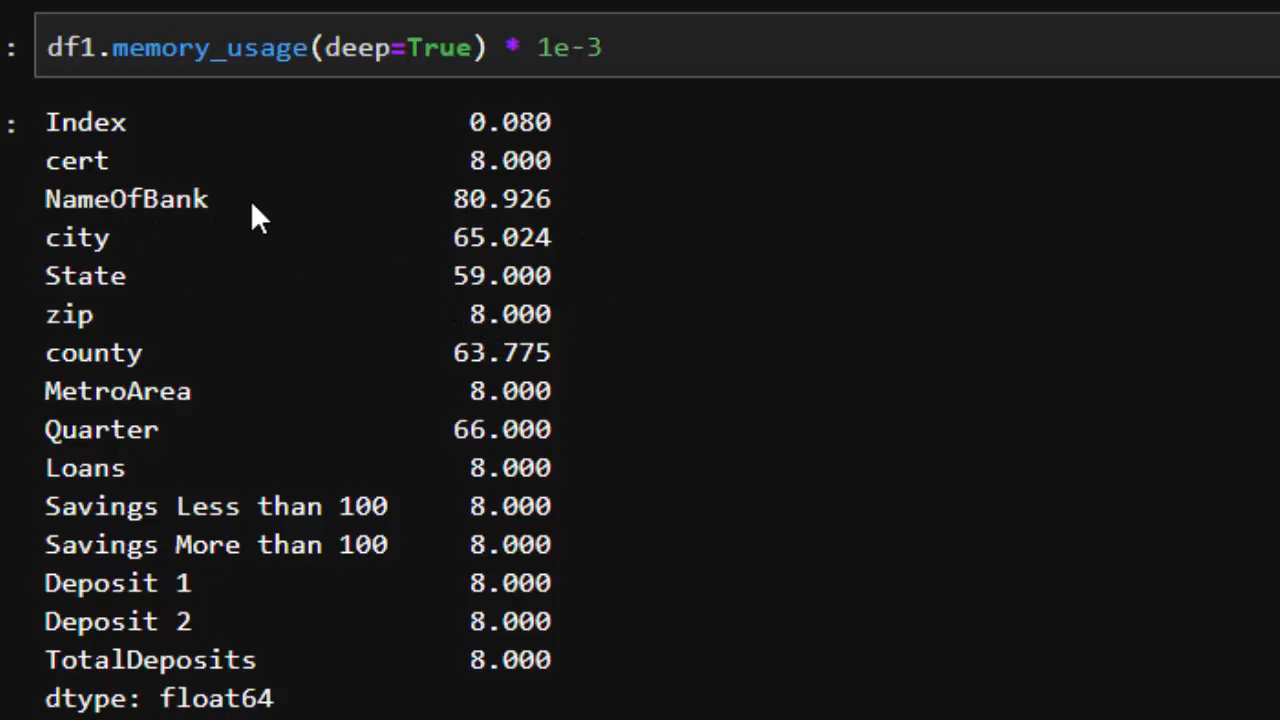 : df1.memory_usage(deep=True) * 1e-3
: Index 0.080
cert 8.000
NameOfBank 80.926
city 65.024
State 59.000
zip 8.000
county 63.775
MetroArea 8.000
Quarter 66.000
Loans 8.000
Savings Less than 100 8.000
Savings More than 100 8.000
Deposit 1 8.000
Deposit 2 8.000
TotalDeposits 8.000
dtype: float64